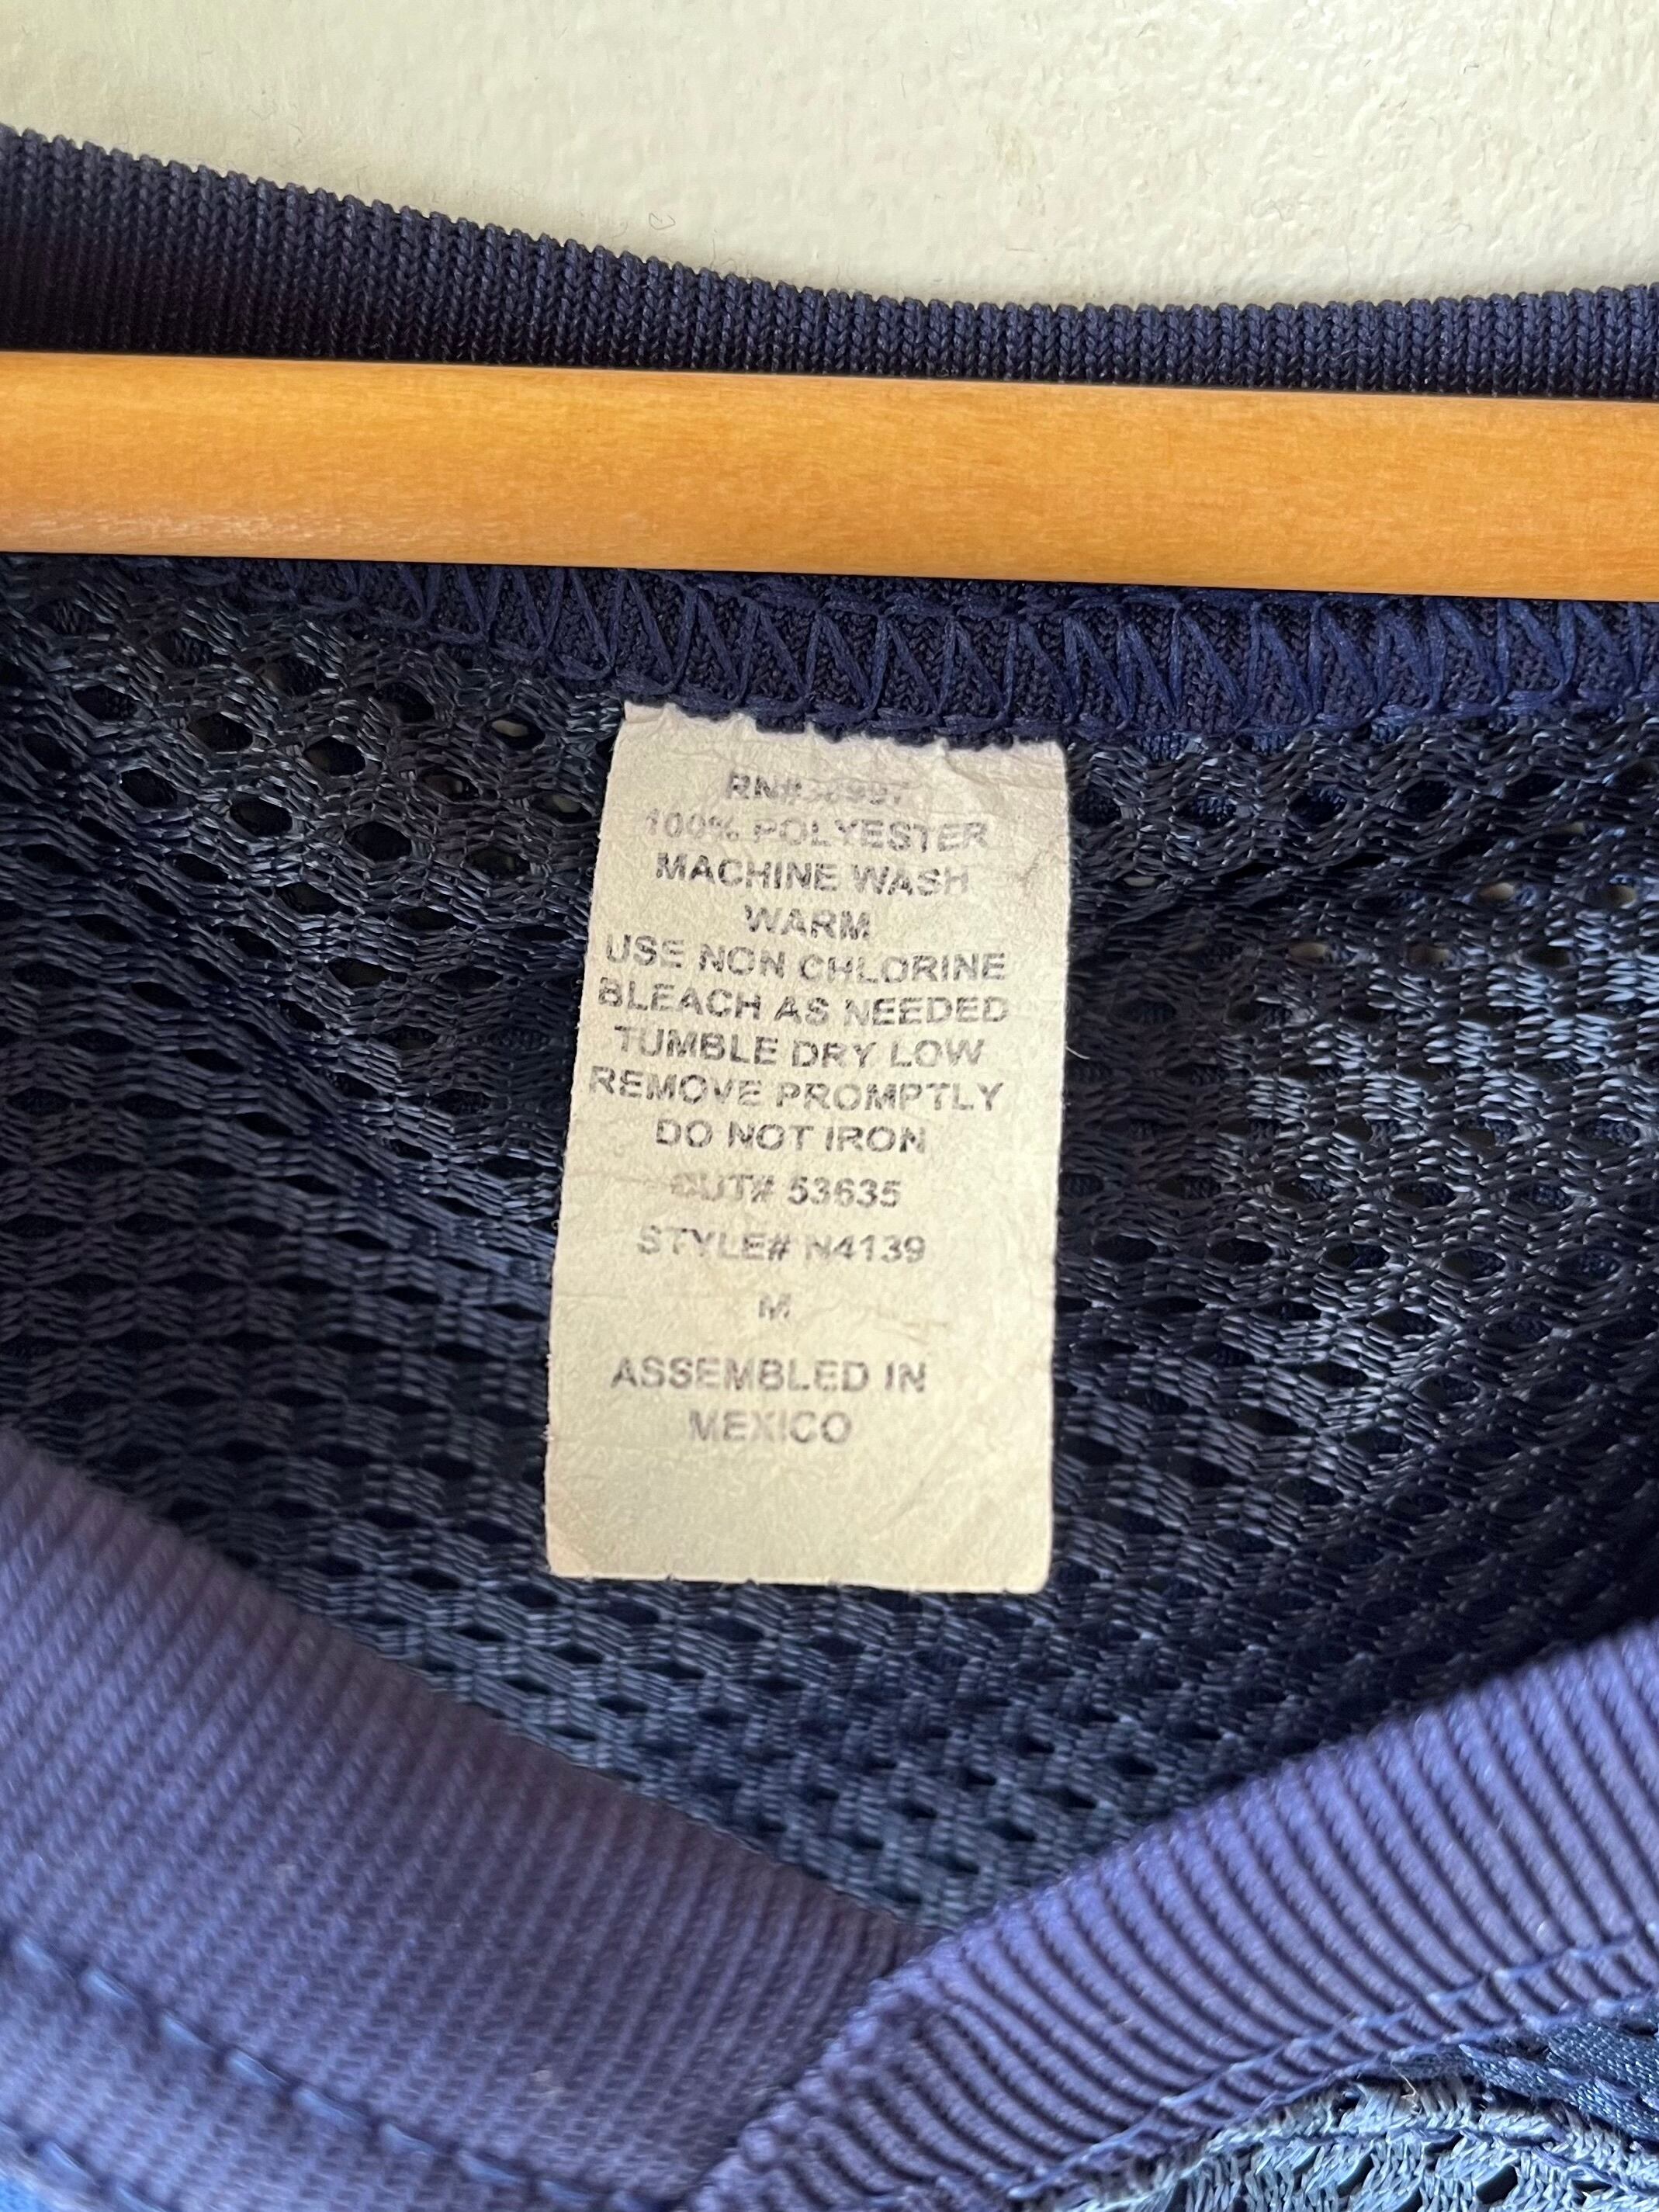 100% POLYESTER
MACHINE WASH
WARM
USE NON CHLORINE
BLEACH AS NEEDED
TUMBLE DRY LOW
REMOVE PROMPTLY
DO NOT IRON
CUT# 53635
STYLE# N4139
M
ASSEMBLED IN
MEXICO